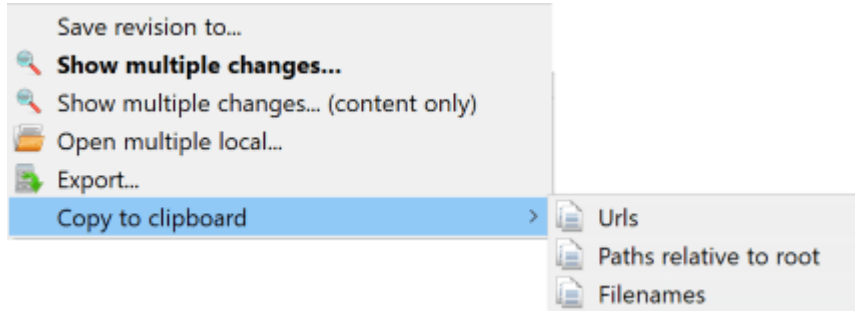 Save revision to...
Show multiple changes...
Show multiple changes... (content only)
Open multiple local...
Export...
Copy to clipboard
Urls
Paths relative to root
Filenames